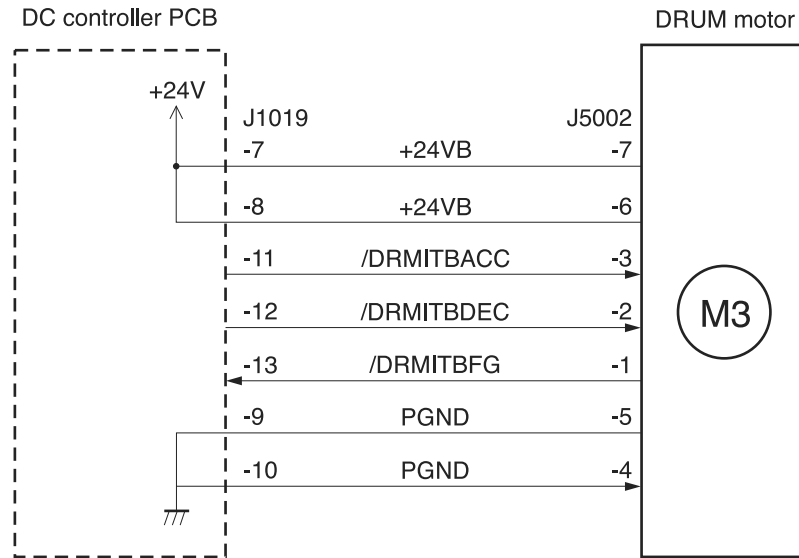 DC controller PCB DRUM motor
+24V
J1019 J5002
-7 +24VB -7
-8 +24VB -6
-11 /DRMITBACC -3
-12 /DRMITBDEC -2
M3
-13 /DRMITBFG -1
-9 PGND -5
-10 PGND -4